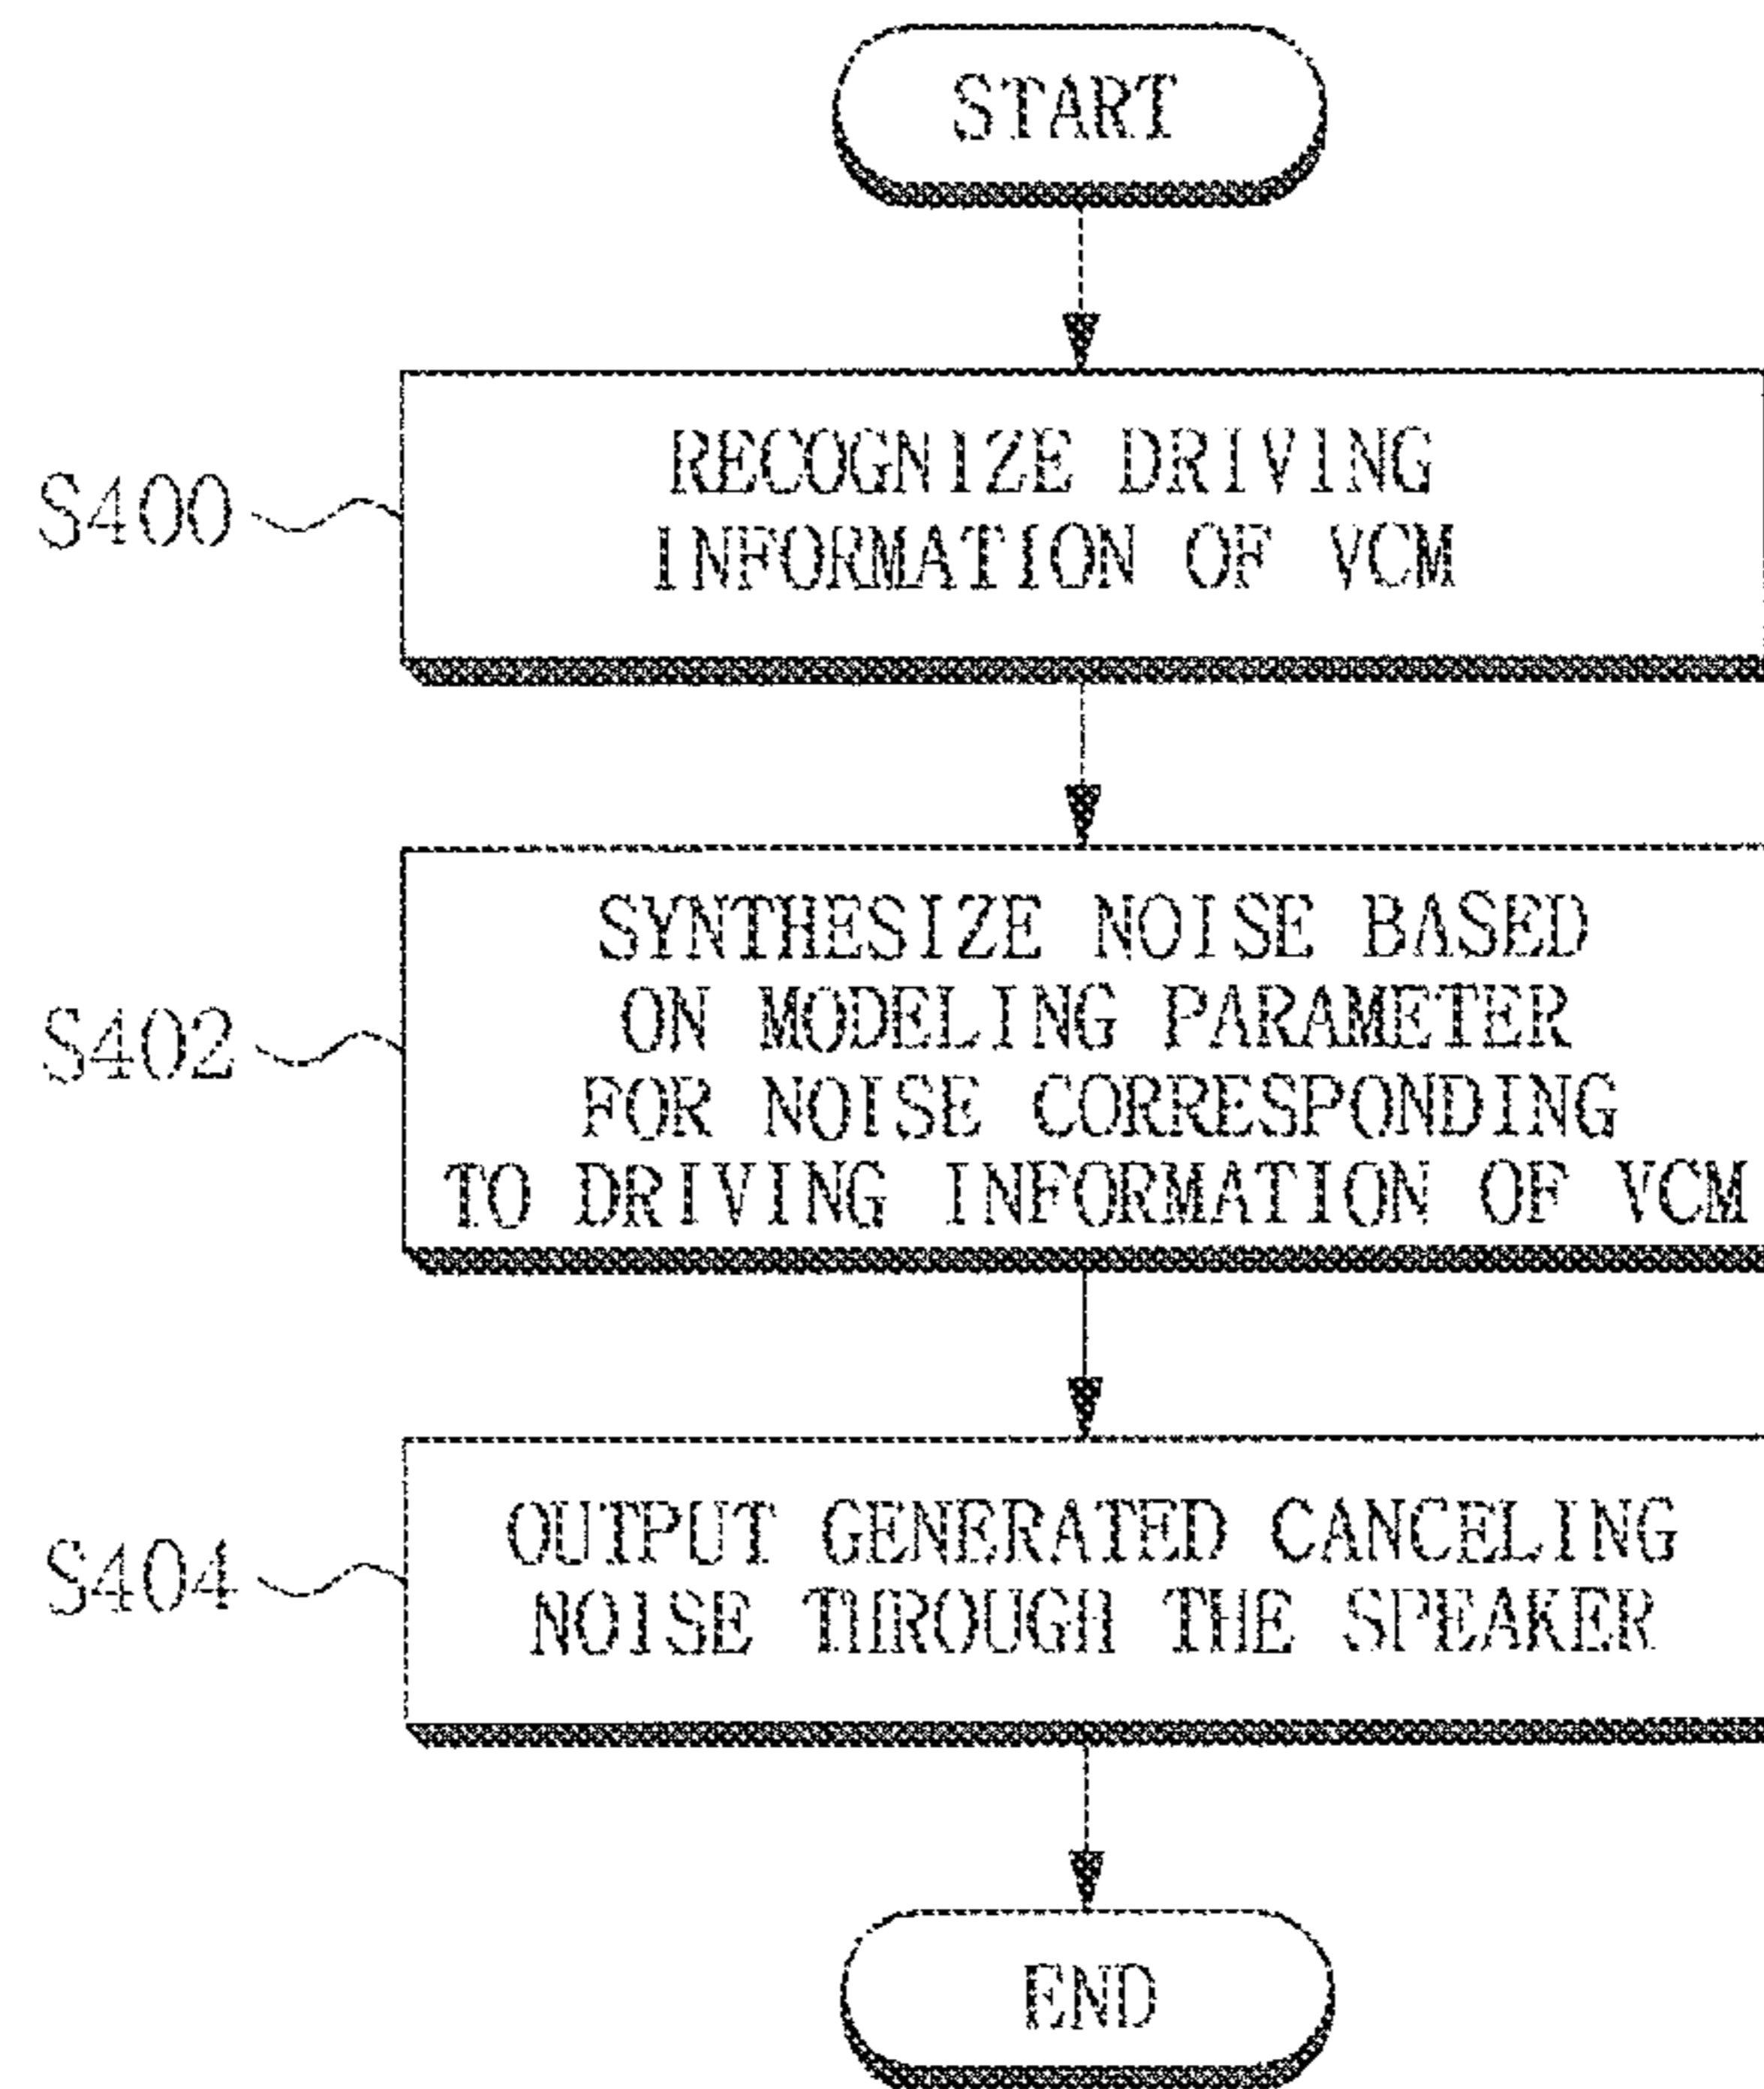 START
S400
RECOGNIZE DRIVING
INFORMATION OF VCM
S402
SYNTHESIZE NOISE BASED
ON MODELING PARAMETER
FOR NOISE CORRESPONDING
TO DRIVING INFORMATION OF VCM
S404
OUTPUT GENERATED CANCELING
NOISE THROUGH THE SPEAKER
END